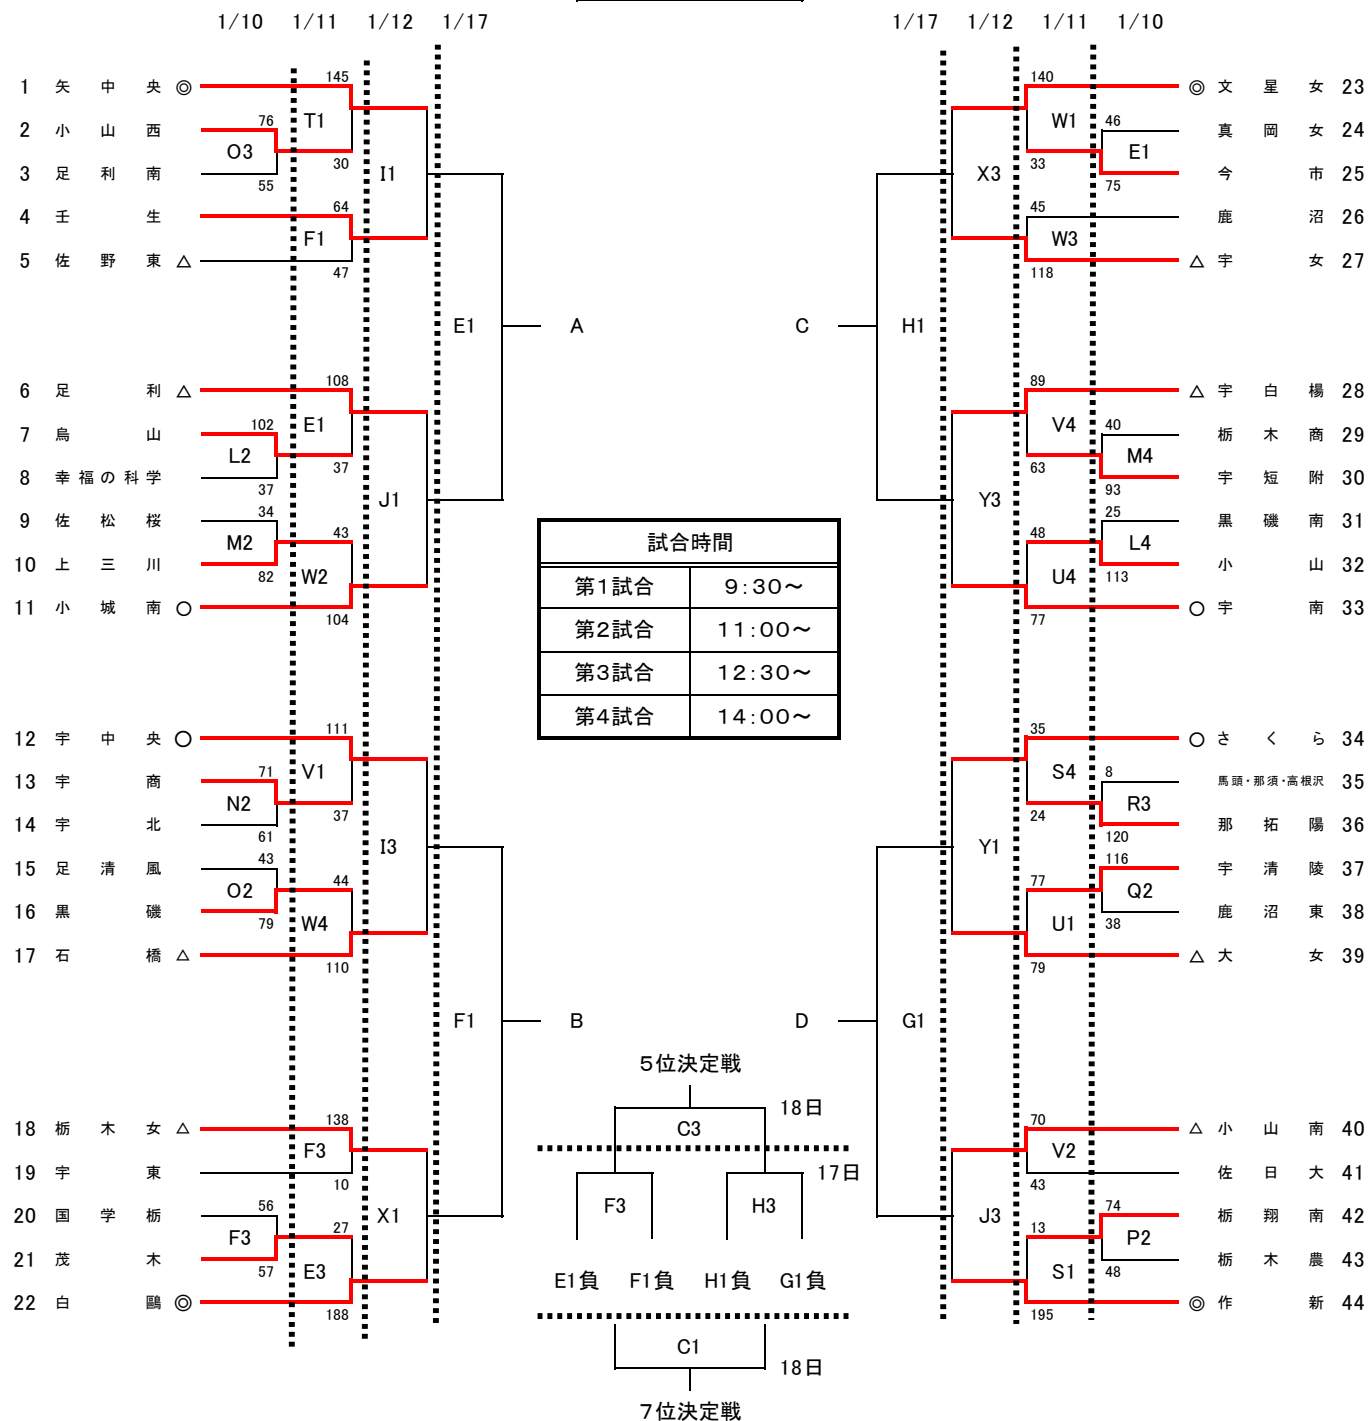 1/10 1/11 1/12 1/17
1/17 1/12 1/11 1/10
1 矢中央 ◎
2 小山西
3 足利南
4 壬生
5 佐野東 △
145
T1
30
76
O3
55
64
F1
47
I1
6 足利 △
7 烏山
8 幸福の科学
9 佐松桜
10 上三川
11 小城南 ○
108
E1
37
102
L2
37
34
M2
82
43
W2
104
J1
E1
A
12 宇中央 ○
13 宇商
14 宇北
15 足清風
16 黒磯
17 石橋 △
111
V1
37
71
N2
61
43
O2
79
44
W4
110
I3
18 栃木女 △
19 宇東
20 国学栃
21 茂木
22 白鷗 ◎
138
F3
10
56
F3
57
27
E3
188
X1
F1
B
試合時間
第1試合 9:30～
第2試合 11:00～
第3試合 12:30～
第4試合 14:00～
◎ 文星女 23
真岡女 24
今市 25
鹿沼 26
△ 宇女 27
140
W1
33
46
E1
75
45
W3
118
X3
△ 宇白楊 28
栃木商 29
宇短附 30
黒磯南 31
小山 32
○ 宇南 33
89
V4
63
40
M4
93
25
L4
113
48
U4
77
Y3
H1
C
○ さくら 34
馬頭・那須・高根沢 35
那拓陽 36
宇清陵 37
鹿沼東 38
△ 大女 39
35
S4
24
8
R3
120
116
Q2
38
77
U1
79
Y1
△ 小山南 40
佐日大 41
栃翔南 42
栃木農 43
◎ 作新 44
70
V2
43
74
P2
48
13
S1
195
J3
G1
D
5位決定戦
18日
C3
17日
F3 H3
E1負 F1負 H1負 G1負
C1
18日
7位決定戦